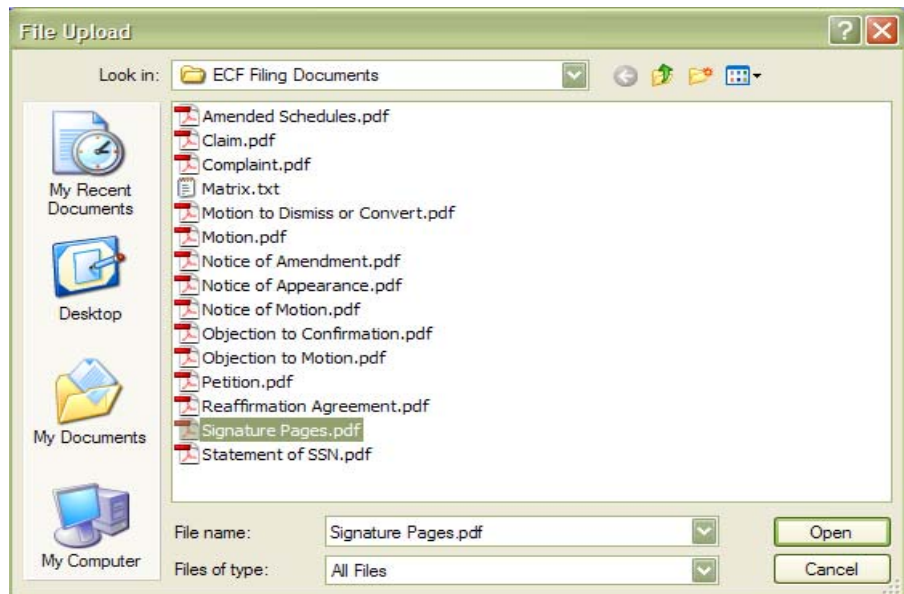 File Upload
Look in: ECF Filing Documents
My Recent
Documents
Desktop
My Documents
My Computer
Amended Schedules.pdf
Claim.pdf
Complaint.pdf
Matrix.txt
Motion to Dismiss or Convert.pdf
Motion.pdf
Notice of Amendment.pdf
Notice of Appearance.pdf
Notice of Motion.pdf
Objection to Confirmation.pdf
Objection to Motion.pdf
Petition.pdf
Reaffirmation Agreement.pdf
Signature Pages.pdf
Statement of SSN.pdf
File name: Signature Pages.pdf Open
Files of type: All Files Cancel